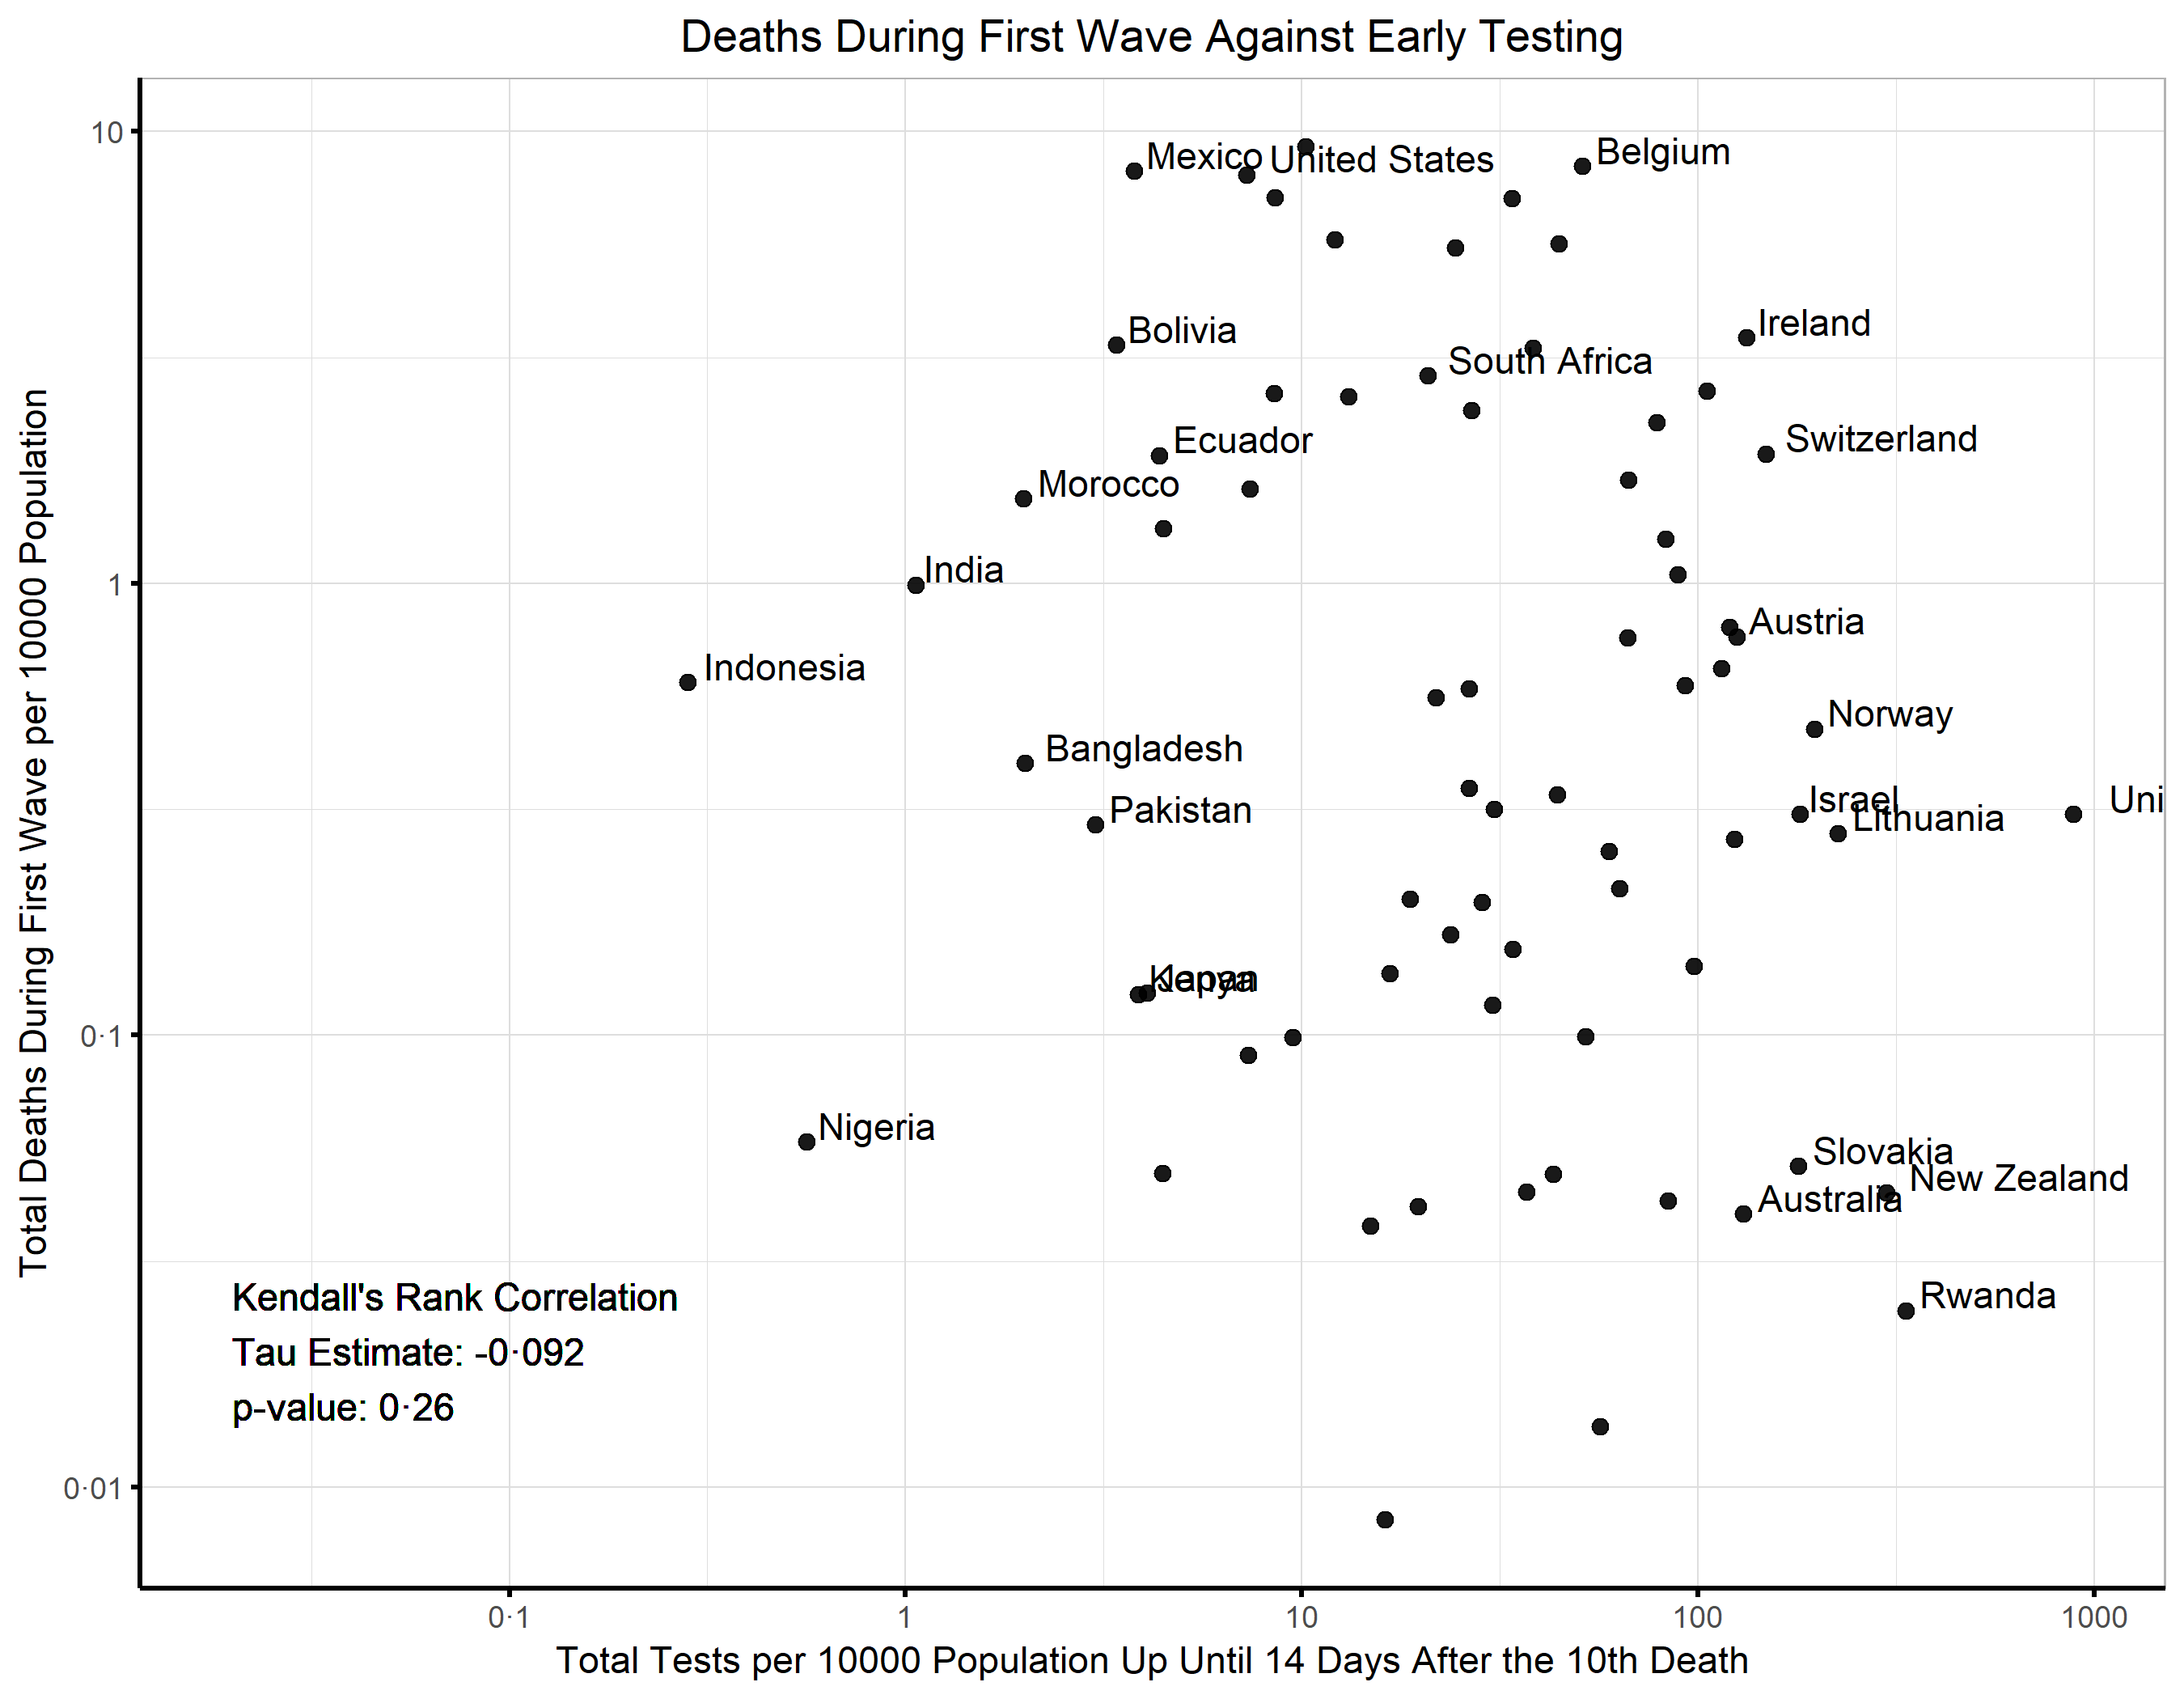 Deaths During First Wave Against Early Testing
Total Deaths During First Wave per 10000 Population
10
1
0·1
0·01
Mexico
United States
Belgium
Bolivia
Ireland
South Africa
Ecuador
Switzerland
Morocco
India
Austria
Indonesia
Norway
Bangladesh
Pakistan
Israel
Uni
Lithuania
Kenya
Japan
Nigeria
Slovakia
New Zealand
Australia
Rwanda
Kendall's Rank Correlation
Tau Estimate: -0·092
p-value: 0·26
0·1
1
10
100
1000
Total Tests per 10000 Population Up Until 14 Days After the 10th Death